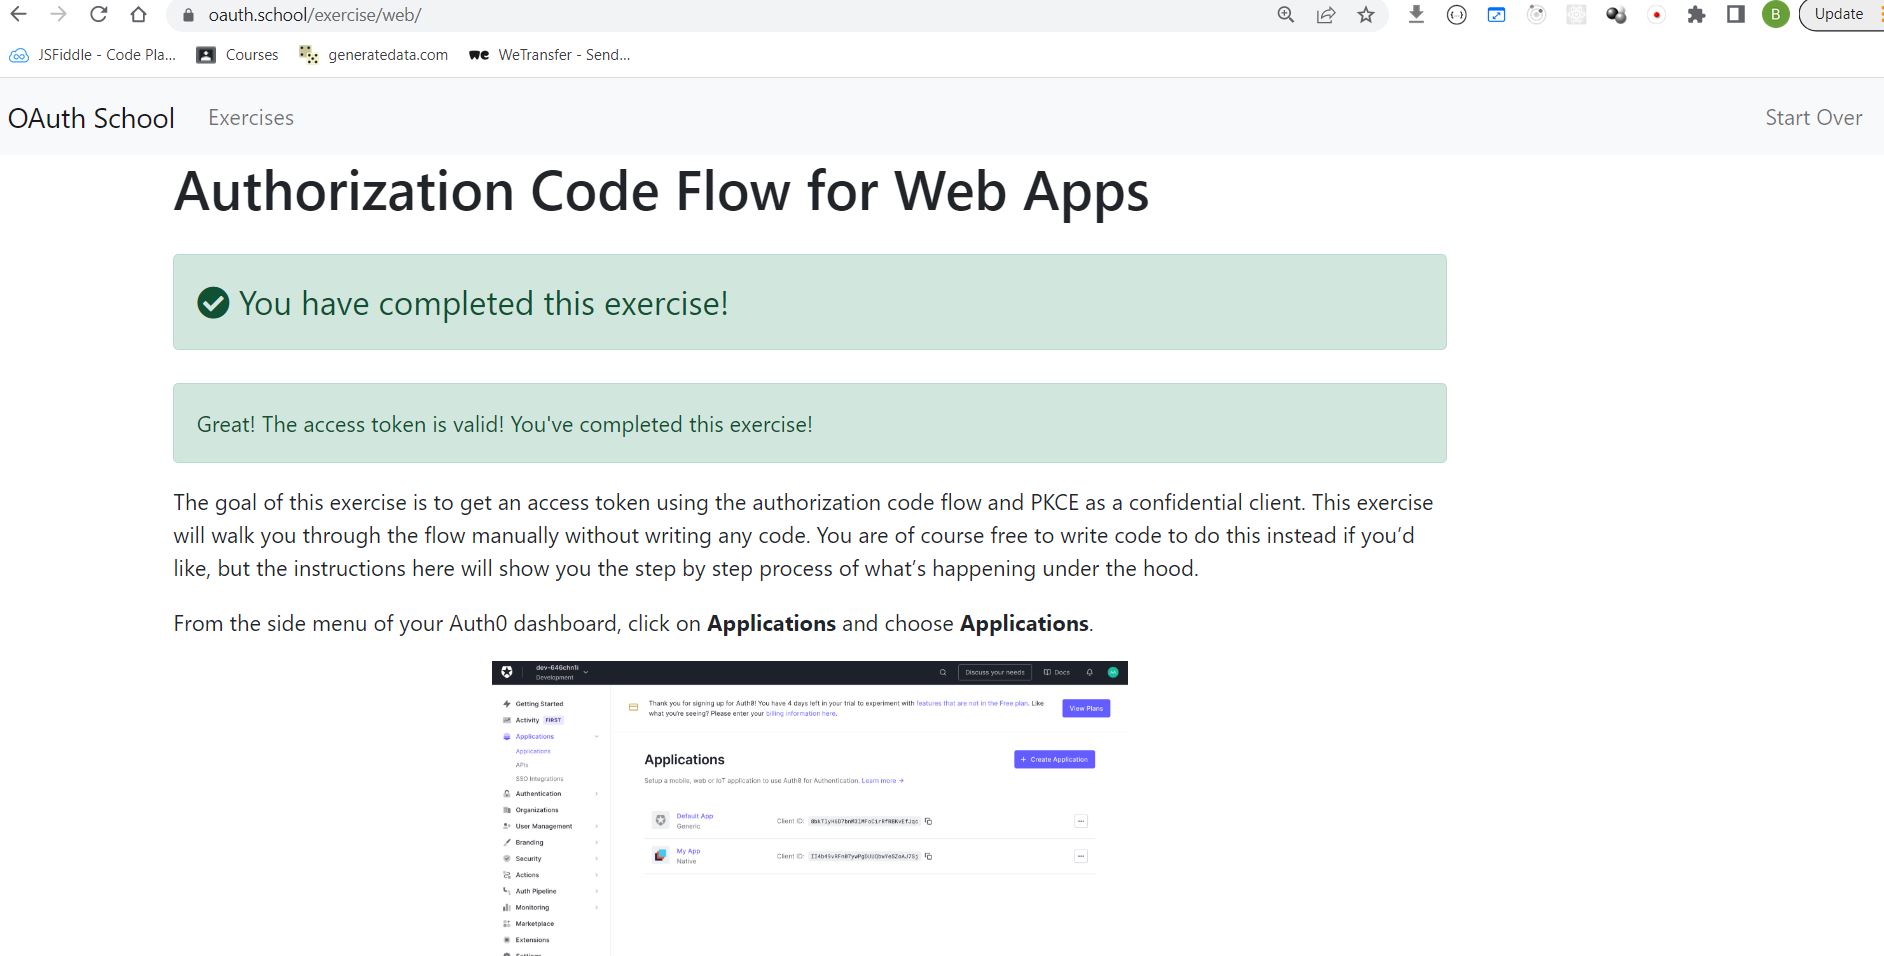 oauth.school/exercise/web/
B
Update
JSFiddle - Code Pla...
Courses
generatedata.com
we
WeTransfer - Send...
OAuth School
Exercises
Start Over
Authorization Code Flow for Web Apps
You have completed this exercise!
Great! The access token is valid! You've completed this exercise!
The goal of this exercise is to get an access token using the authorization code flow and PKCE as a confidential client. This exercise
will walk you through the flow manually without writing any code. You are of course free to write code to do this instead if you’d
like, but the instructions here will show you the step by step process of what’s happening under the hood.
From the side menu of your Auth0 dashboard, click on Applications and choose Applications.
dev-646chn1i
Development
Discuss your needs
Docs
Getting Started
Activity FIRST
Applications
Applications
APIs
SSO Integrations
Authentication
Organizations
User Management
Branding
Security
Actions
Auth Pipeline
Monitoring
Marketplace
Extensions
Settings
Thank you for signing up for Auth0! You have 4 days left in your trial to experiment with features that are not in the Free plan. Like
what you're seeing? Please enter your billing information here.
View Plans
Applications
+ Create Application
Setup a mobile, web or IoT application to use Auth0 for Authentication. Learn more →
Default App
Generic
Client ID:
My App
Native
Client ID: